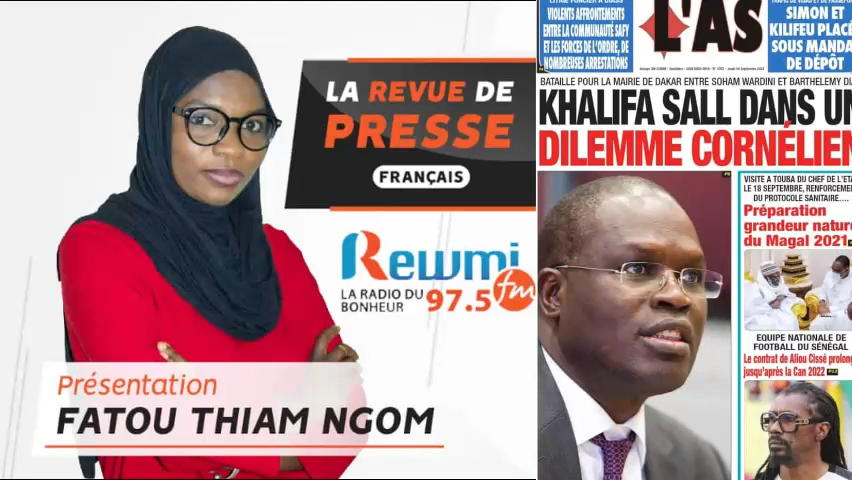 LA REVUE DE
PRESSE
FRANÇAIS
Rewmi
fm
LA RADIO DU
BONHEUR
97.5
Présentation
FATOU THIAM NGOM
VIOLENTS AFFRONTEMENTS
ENTRE LA COMMUNAUTÉ SAFY
ET LES FORCES DE L'ORDRE, DE
NOMBREUSES ARRESTATIONS
L'AS
SIMON ET
KILIFEU PLACÉ
SOUS MANDA
DE DÉPÔT
BATAILLE POUR LA MAIRIE DE DAKAR ENTRE SOHAM WARDINI ET BARTHELEMY DI
KHALIFA SALL DANS UN
DILEMME CORNÉLIEN
VISITE A TOUBA DU CHEF DE L'ETA
LE 18 SEPTEMBRE, RENFORCEMEN
DU PROTOCOLE SANITAIRE....
Préparation
grandeur nature
du Magal 2021
EQUIPE NATIONALE DE
FOOTBALL DU SÉNÉGAL
Le contrat de Aliou Cissé prolong
jusqu'après la Can 2022